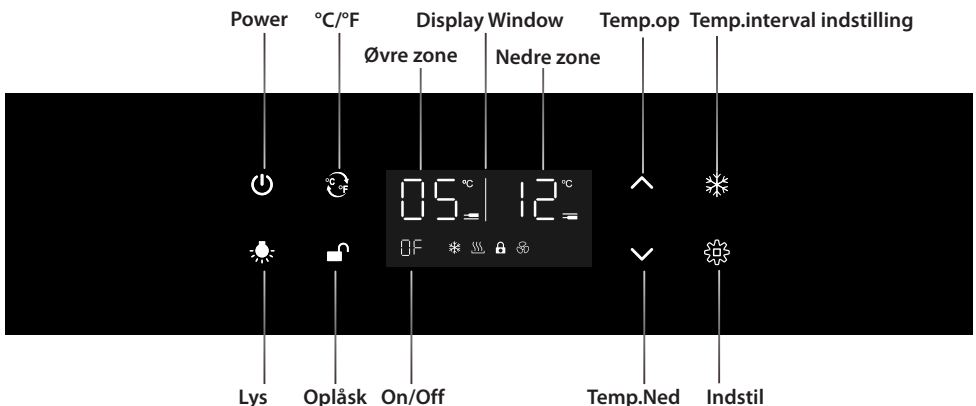 Power °C/°F Display Window Temp.op Temp.interval indstilling
Øvre zone Nedre zone
°C °F 05 °C 12 °C
0F
Lys Oplåsk On/Off Temp.Ned Indstil